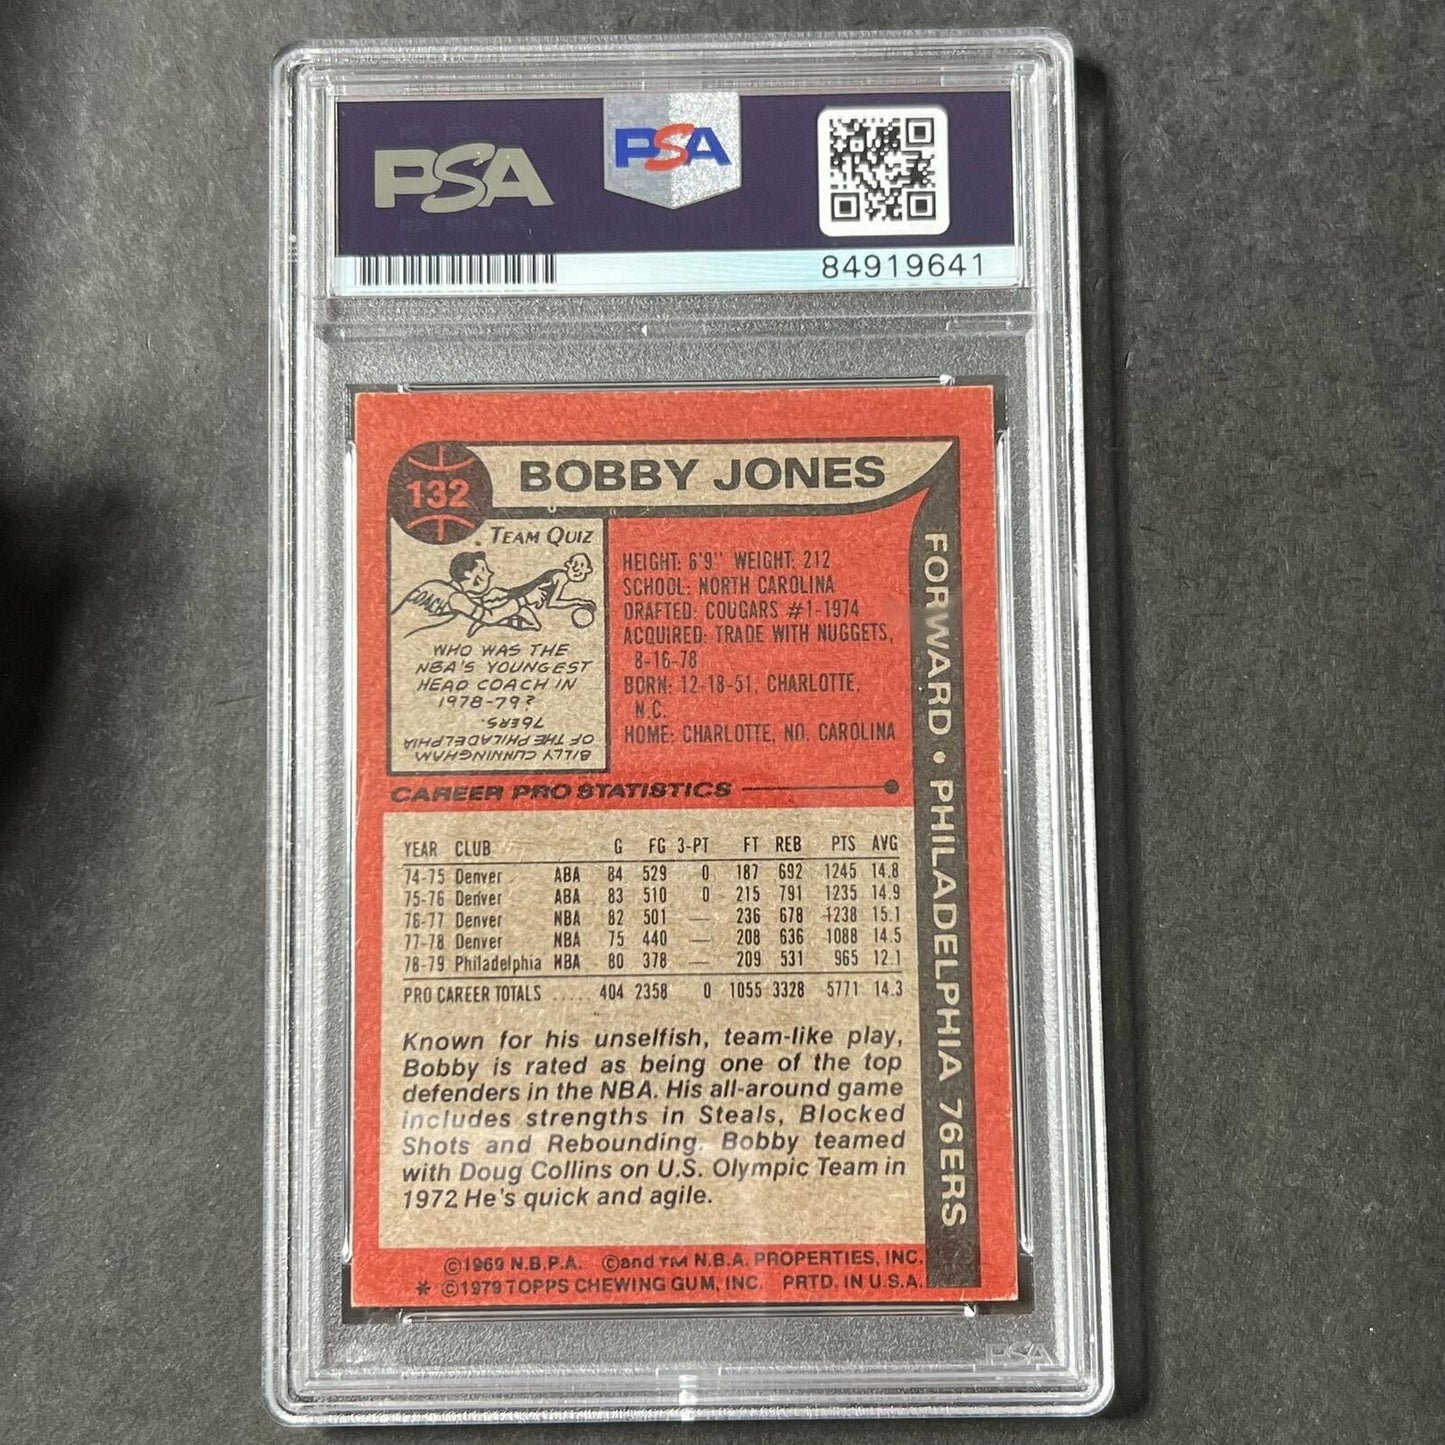 PSA
PSA
84919641
132
BOBBY JONES
TEAM QUIZ
COACH
WHO WAS THE
NBA'S YOUNGEST
HEAD COACH IN
1978-79?
BILLY CUNNINGHAM
OF THE PHILADELPHIA
76ERS.
HEIGHT: 6'9" WEIGHT: 212
SCHOOL: NORTH CAROLINA
DRAFTED: COUGARS #1-1974
ACQUIRED: TRADE WITH NUGGETS,
8-16-78
BORN: 12-18-51, CHARLOTTE,
N.C.
HOME: CHARLOTTE, NO. CAROLINA
FORWARD • PHILADELPHIA 76ERS
CAREER PRO STATISTICS
YEAR CLUB G FG 3-PT FT REB PTS AVG
74-75 Denver ABA 84 529 0 187 692 1245 14.8
75-76 Denver ABA 83 510 0 215 791 1235 14.9
76-77 Denver NBA 82 501 — 236 678 1238 15.1
77-78 Denver NBA 75 440 — 208 636 1088 14.5
78-79 Philadelphia NBA 80 378 — 209 531 965 12.1
PRO CAREER TOTALS ..... 404 2358 0 1055 3328 5771 14.3
Known for his unselfish, team-like play,
Bobby is rated as being one of the top
defenders in the NBA. His all-around game
includes strengths in Steals, Blocked
Shots and Rebounding. Bobby teamed
with Doug Collins on U.S. Olympic Team in
1972. He's quick and agile.
©1969 N.B.P.A. ©and TM N.B.A. PROPERTIES, INC.
* ©1979 TOPPS CHEWING GUM, INC. PRTD. IN U.S.A.
PSA